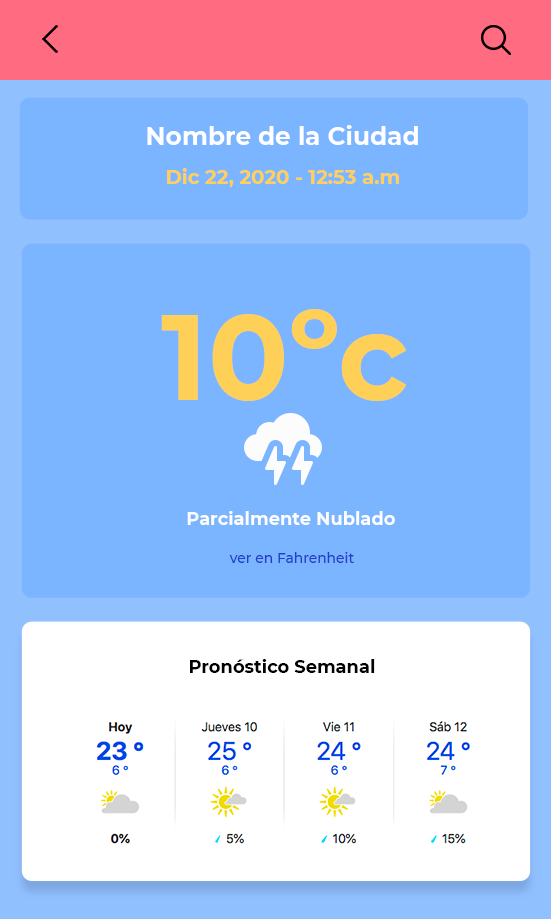 Nombre de la Ciudad
Dic 22, 2020 - 12:53 a.m
10°c
Parcialmente Nublado
ver en Fahrenheit
Pronóstico Semanal
Hoy Jueves 10 Vie 11 Sáb 12
23 ° 25 ° 24 ° 24 °
6 ° 6 ° 6 ° 7 °
0% 5% 10% 15%